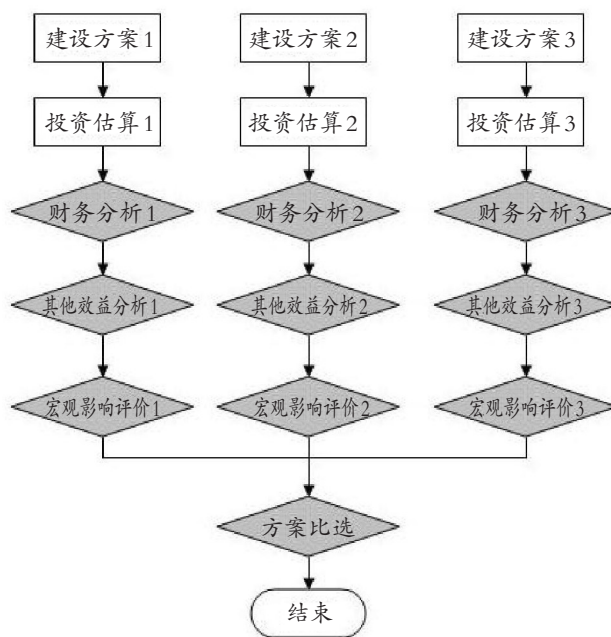 建设方案1 建设方案2 建设方案3
投资估算1 投资估算2 投资估算3
财务分析1 财务分析2 财务分析3
其他效益分析1 其他效益分析2 其他效益分析3
宏观影响评价1 宏观影响评价2 宏观影响评价3
方案比选
结束